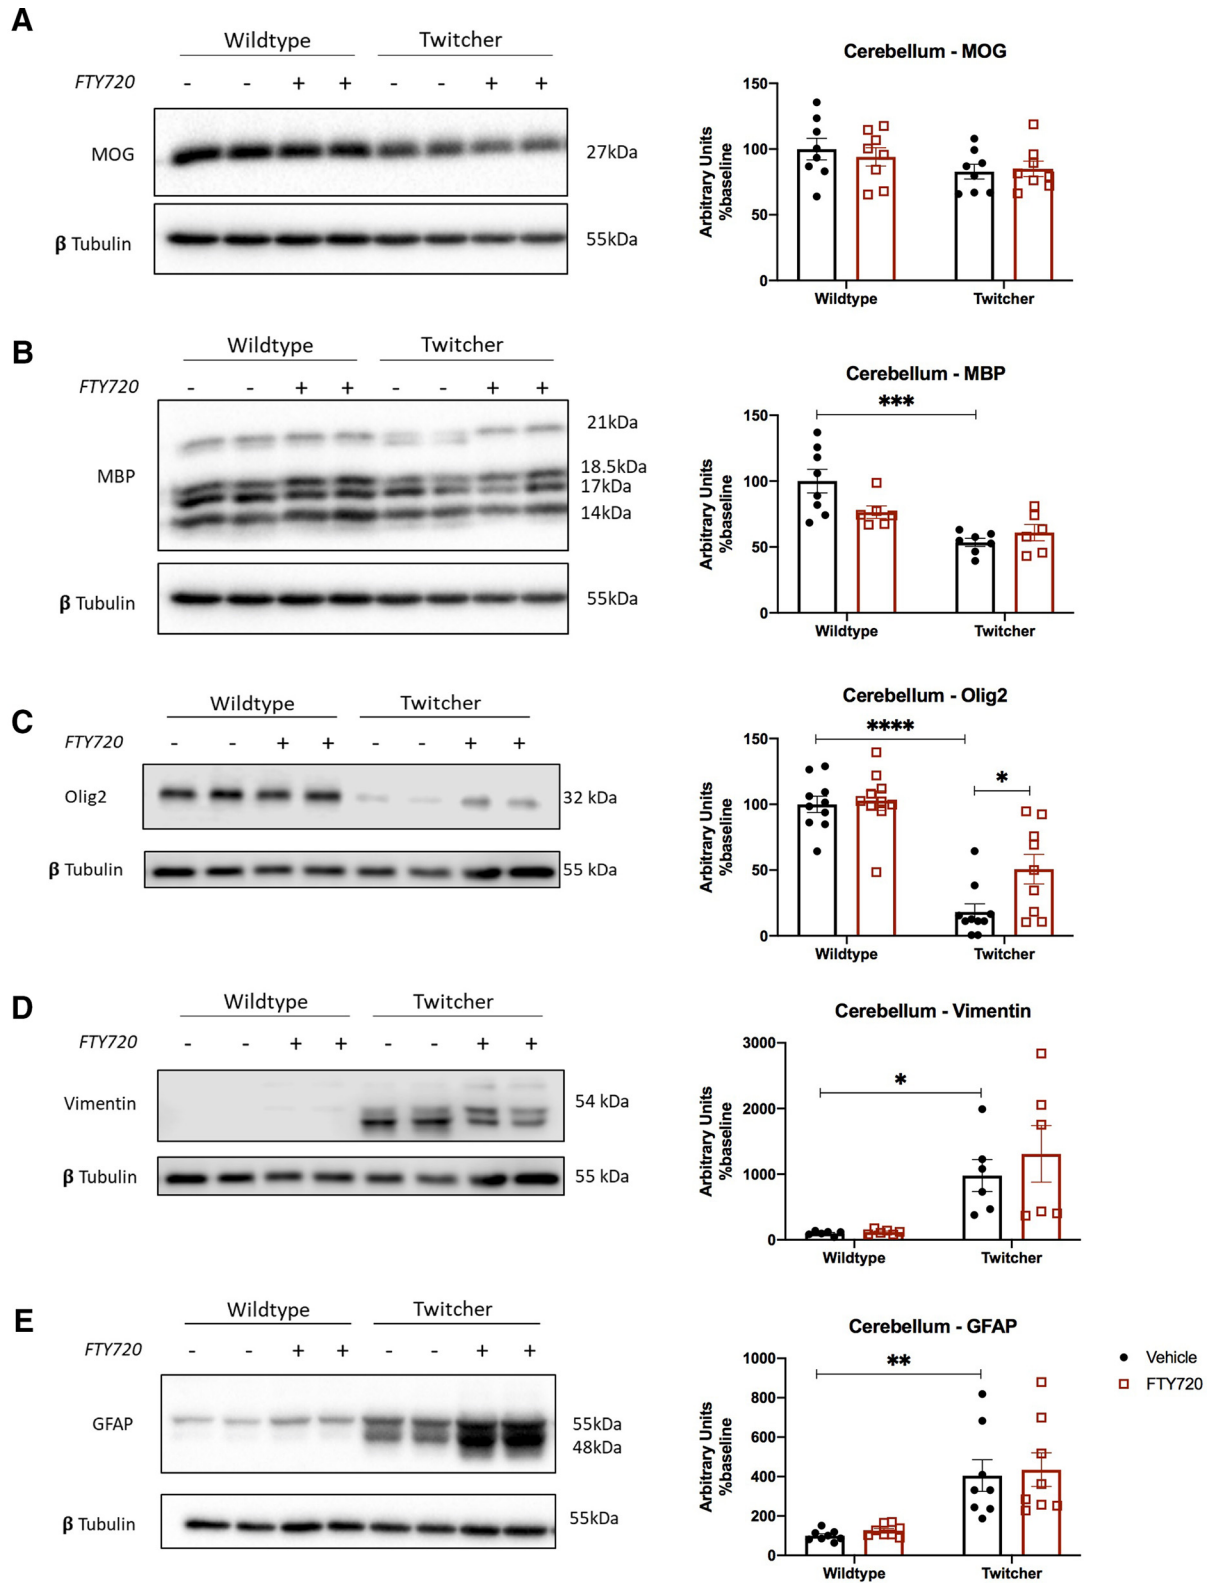 A
Wildtype Twitcher
FTY720 - - + + - - + +
MOG 27kDa
β Tubulin 55kDa
Cerebellum - MOG
Arbitrary Units
%baseline
150
100
50
0
Wildtype Twitcher
B
Wildtype Twitcher
FTY720 - - + + - - + +
MBP
21kDa
18.5kDa
17kDa
14kDa
β Tubulin 55kDa
Cerebellum - MBP
***
Arbitrary Units
%baseline
150
100
50
0
Wildtype Twitcher
C
Wildtype Twitcher
FTY720 - - + + - - + +
Olig2 32 kDa
β Tubulin 55 kDa
Cerebellum - Olig2
****
*
Arbitrary Units
%baseline
150
100
50
0
Wildtype Twitcher
D
Wildtype Twitcher
FTY720 - - + + - - + +
Vimentin 54 kDa
β Tubulin 55 kDa
Cerebellum - Vimentin
*
Arbitrary Units
%baseline
3000
2000
1000
0
Wildtype Twitcher
E
Wildtype Twitcher
FTY720 - - + + - - + +
GFAP 55kDa
48kDa
β Tubulin 55kDa
Cerebellum - GFAP
**
Arbitrary Units
%baseline
1000
800
600
400
200
0
Wildtype Twitcher
Vehicle
FTY720